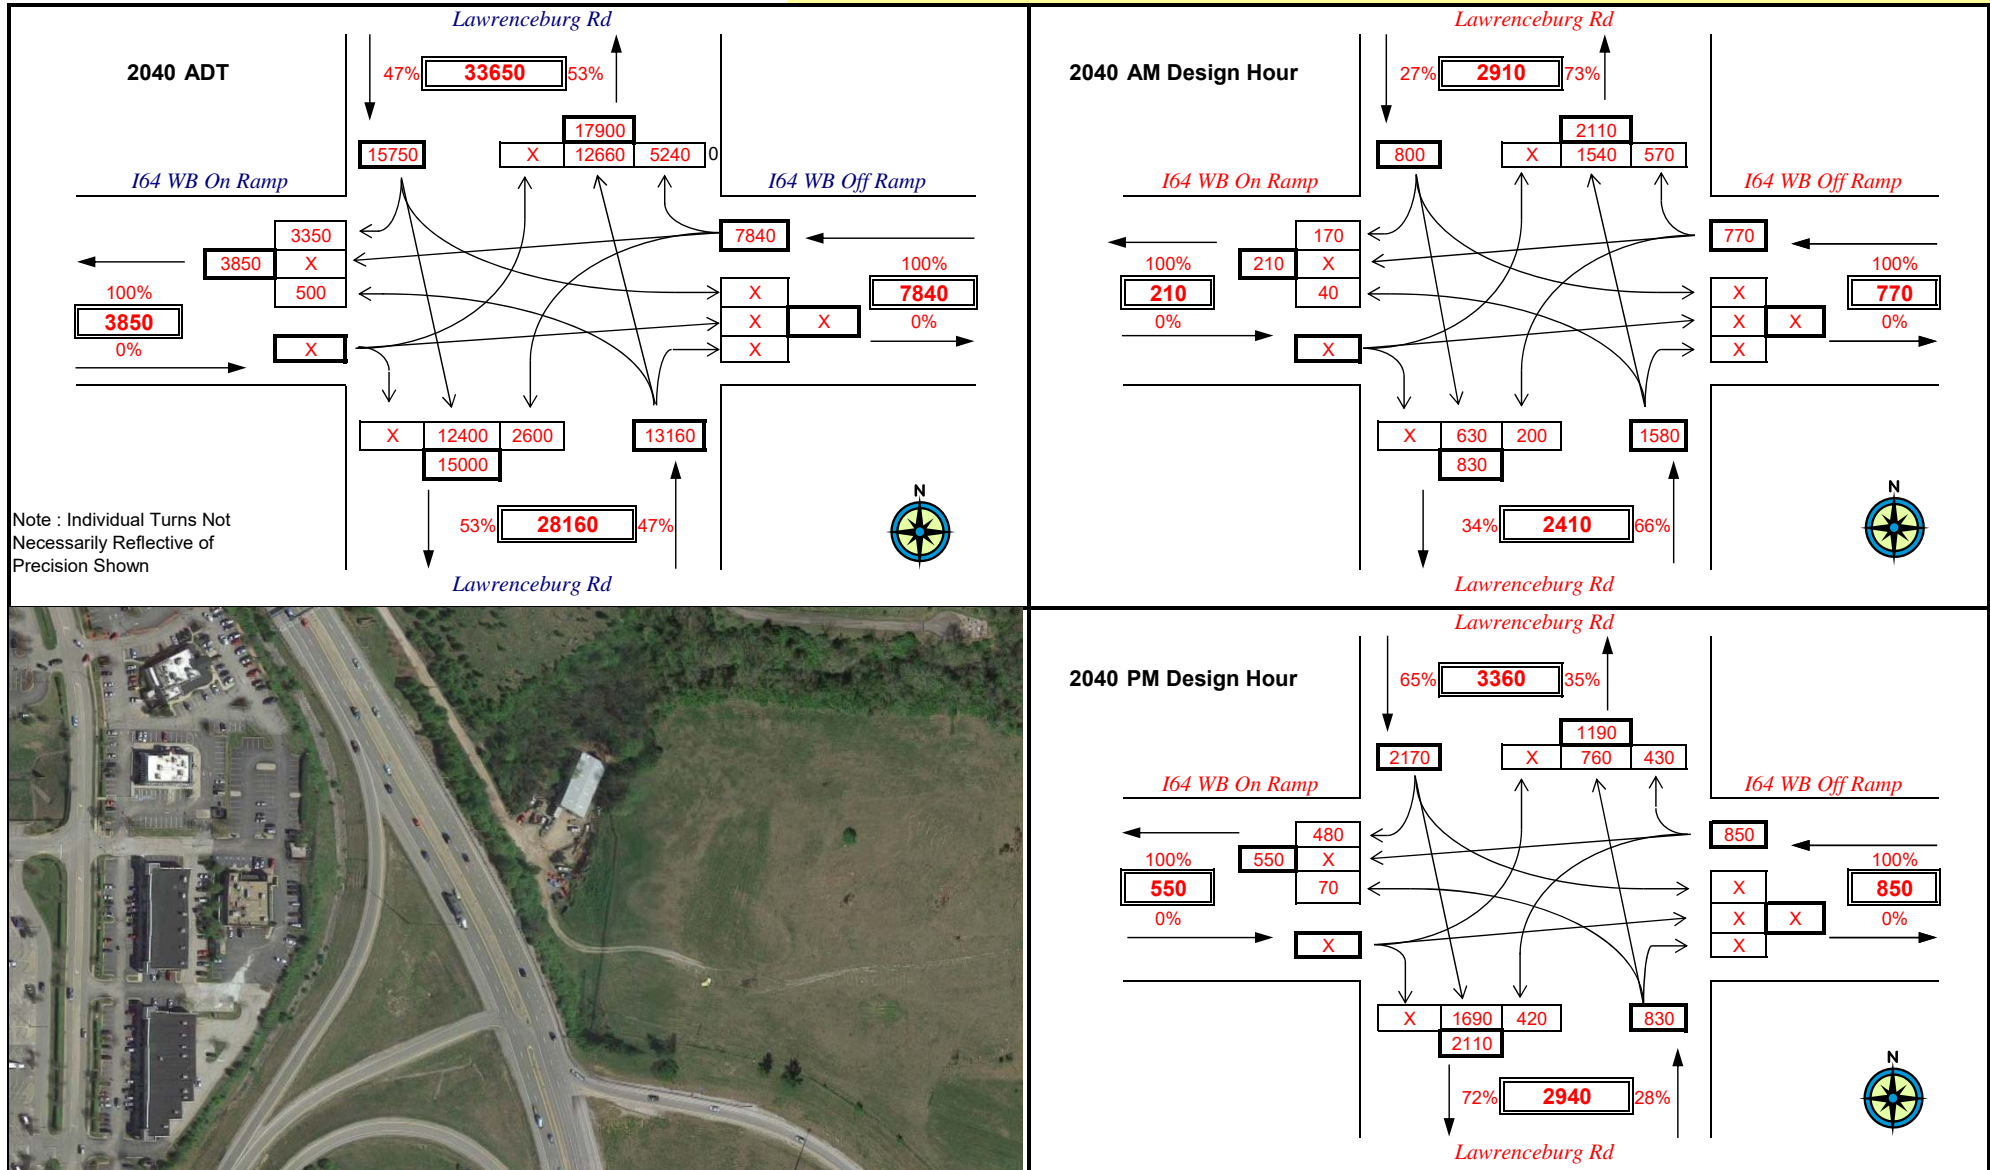 Lawrenceburg Rd
2040 ADT
47% 33650 53%
17900
15750 X 12660 5240 0
I64 WB On Ramp I64 WB Off Ramp
3350 7840
3850 X 100%
500 X 7840
100% X X 0%
3850 X
0% X
X 12400 2600 13160
15000
Note : Individual Turns Not
Necessarily Reflective of
Precision Shown
53% 28160 47%
N
Lawrenceburg Rd
Lawrenceburg Rd
2040 AM Design Hour
27% 2910 73%
2110
800 X 1540 570
I64 WB On Ramp I64 WB Off Ramp
170 770
100% 210 X 100%
210 40 X 770
0% X X 0%
X X
X 630 200 1580
830
34% 2410 66%
N
Lawrenceburg Rd
Lawrenceburg Rd
2040 PM Design Hour
65% 3360 35%
1190
2170 X 760 430
I64 WB On Ramp I64 WB Off Ramp
480 850
100% 550 X 100%
550 70 X 850
0% X X 0%
X X
X 1690 420 830
2110
72% 2940 28%
N
Lawrenceburg Rd